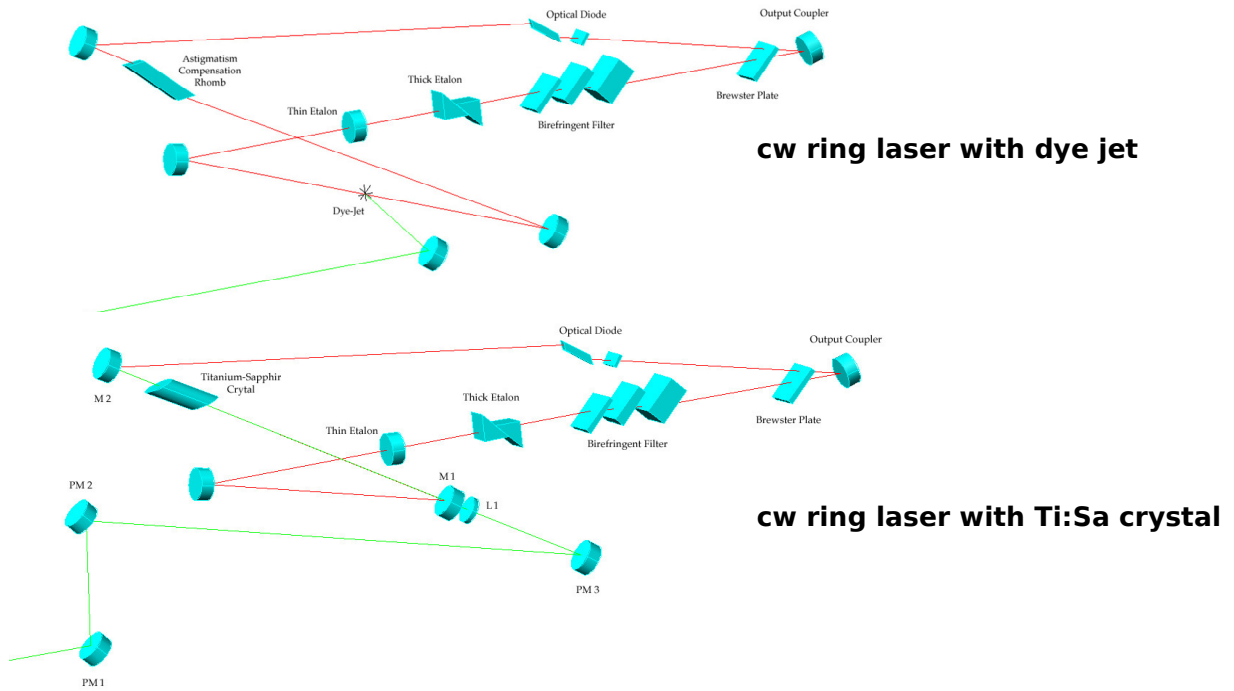 Optical Diode
Output Coupler
Astigmatism
Compensation
Rhomb
Thick Etalon
Brewster Plate
Thin Etalon
Birefringent Filter
cw ring laser with dye jet
Dye-Jet
Optical Diode
Output Coupler
Titanium-Sapphir
Crytal
M 2
Thick Etalon
Brewster Plate
Thin Etalon
Birefringent Filter
M 1
PM 2
L 1
cw ring laser with Ti:Sa crystal
PM 3
PM 1